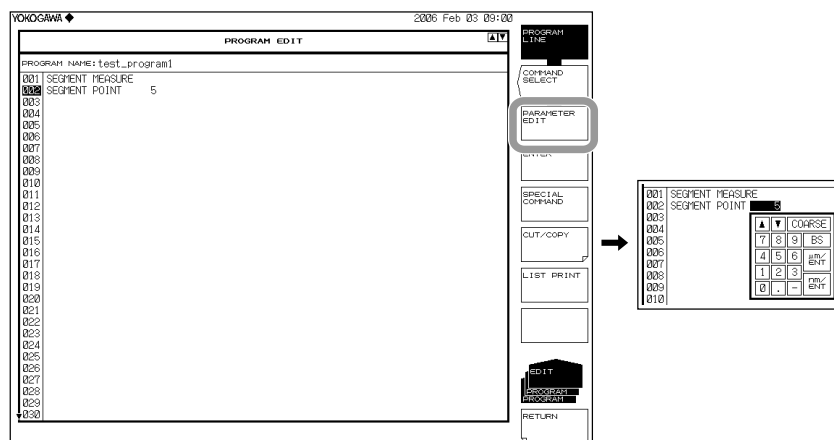 YOKOGAWA ◆ 2006 Feb 03 09:00
PROGRAM EDIT ▲▼
PROGRAM NAME: test_program1
001 SEGMENT MEASURE
002 SEGMENT POINT 5
003
004
005
006
007
008
009
010
011
012
013
014
015
016
017
018
019
020
021
022
023
024
025
026
027
028
029
030
PROGRAM
LINE
COMMAND
SELECT
PARAMETER
EDIT
ENTER
SPECIAL
COMMAND
CUT/COPY
LIST PRINT
EDIT
PROGRAM
PROGRAM
RETURN
001 SEGMENT MEASURE
002 SEGMENT POINT 5
003
004
005
006
007
008
009
010
▲ ▼ COARSE
7 8 9 BS
4 5 6 µm/
ENT
1 2 3 nm/
ENT
0 . -